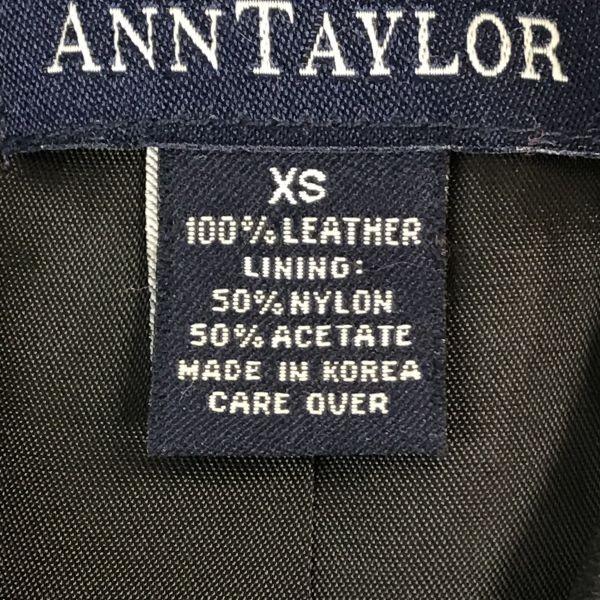 ANNTAYLOR
XS
100% LEATHER
LINING:
50% NYLON
50% ACETATE
MADE IN KOREA
CARE OVER